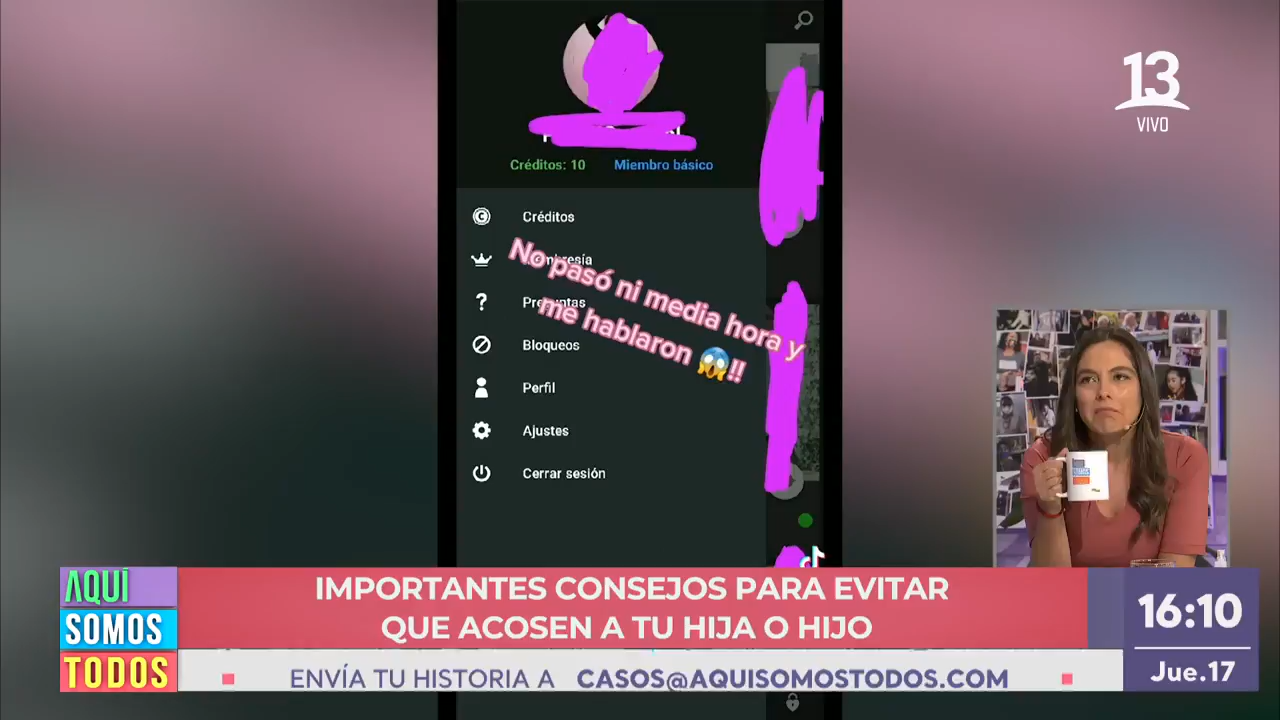 13
VIVO
Créditos: 10 Miembro básico
Créditos
No pasó ni media hora y
me hablaron 😱!!
Bloqueos
Perfil
Ajustes
Cerrar sesión
AQUÍ
SOMOS
TODOS
IMPORTANTES CONSEJOS PARA EVITAR
QUE ACOSEN A TU HIJA O HIJO
ENVÍA TU HISTORIA A CASOS@AQUISOMOSTODOS.COM
16:10
Jue.17